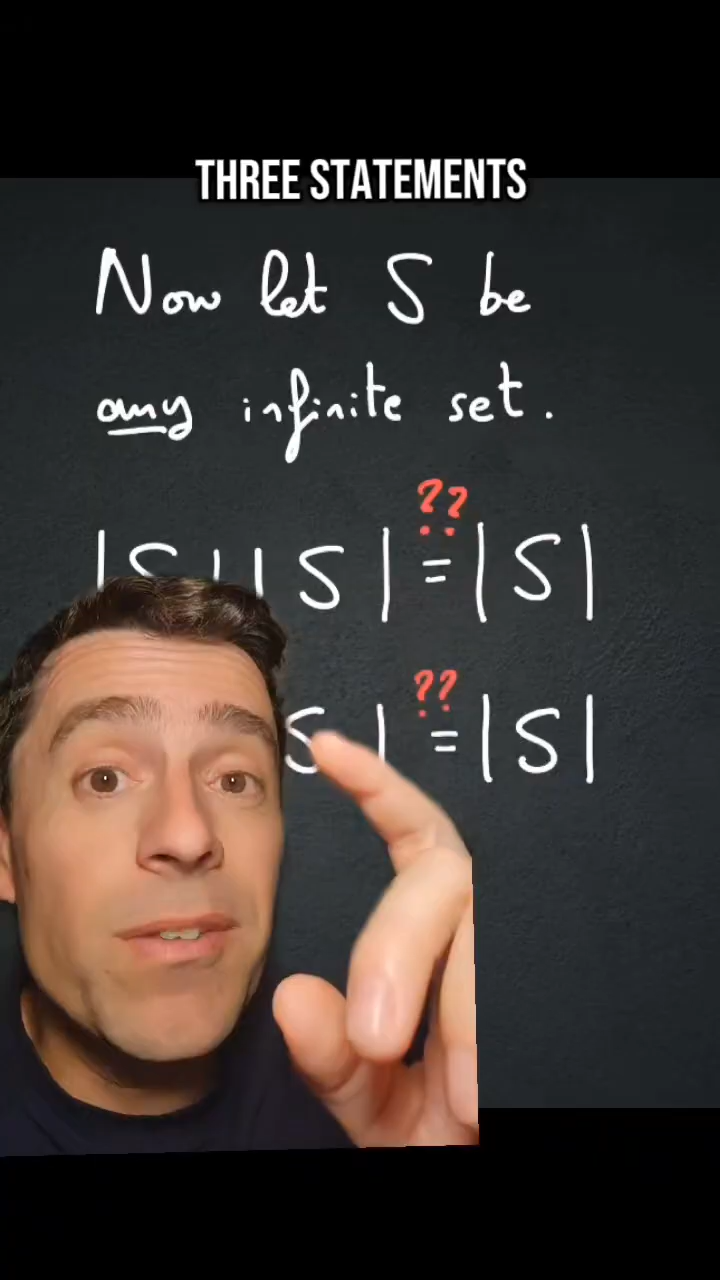 THREE STATEMENTS
Now let S be
any infinite set.
??
S | = | S |
??
S | = | S |